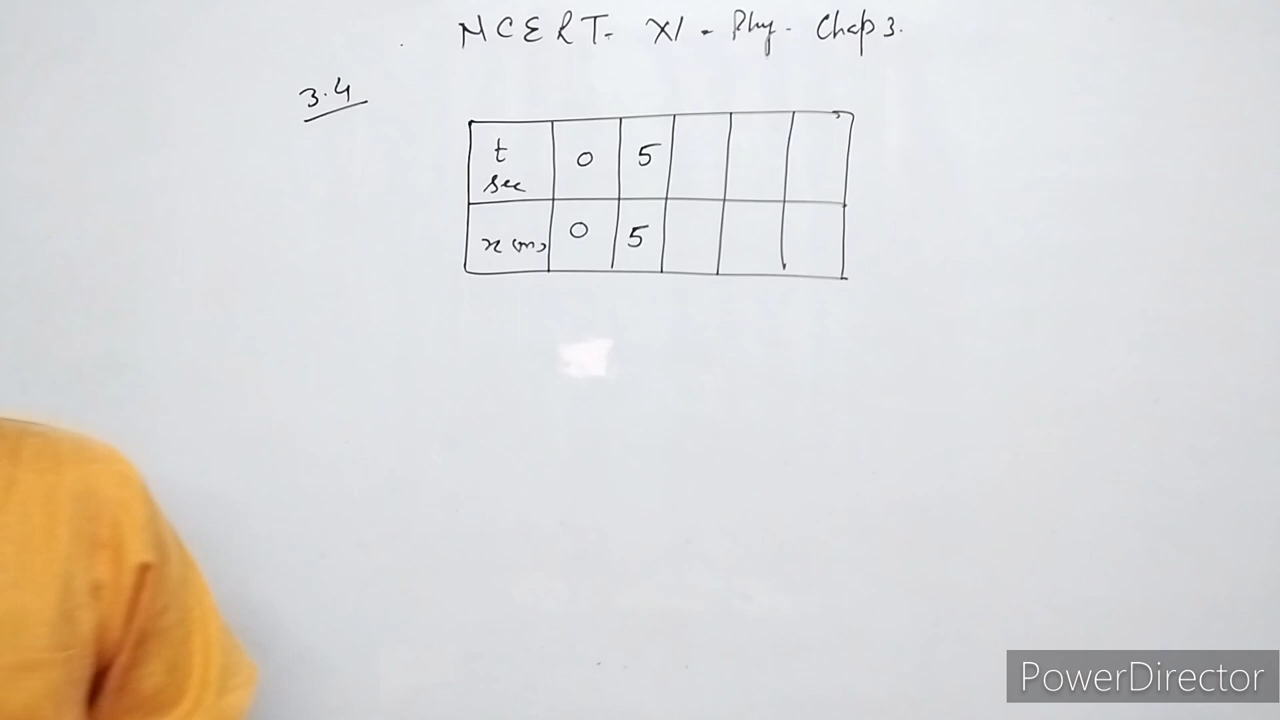 NCERT- XI - Phy - Chap 3.
3.4
t sec 0 5
x (m) 0 5
PowerDirector